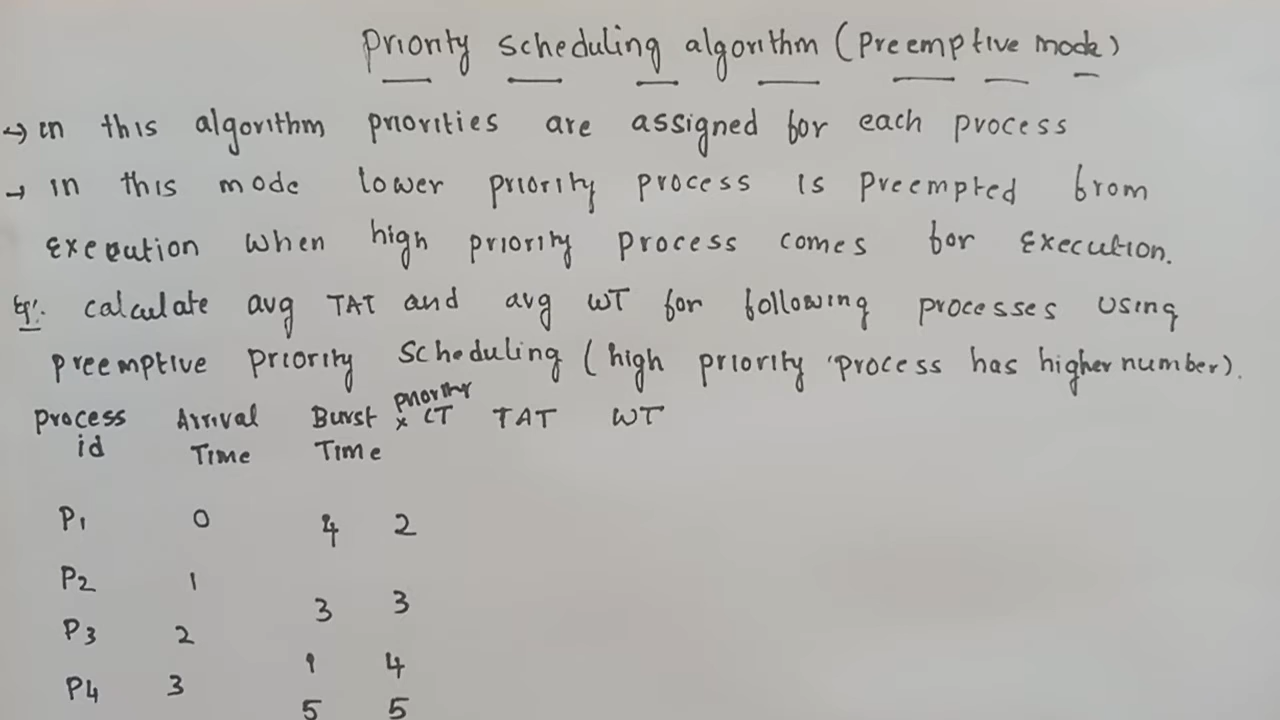 Priority scheduling algorithm (Preemptive mode)
→ in this algorithm priorities are assigned for each process
→ in this mode lower priority process is preempted from
execution when high priority process comes for execution.
Eg:. calculate avg TAT and avg WT for following processes using
preemptive priority scheduling (high priority process has higher number).
process id Arrival Time Burst Time priority x CT TAT WT
P1 0 4 2
P2 1 3 3
P3 2 1 4
P4 3 5 5